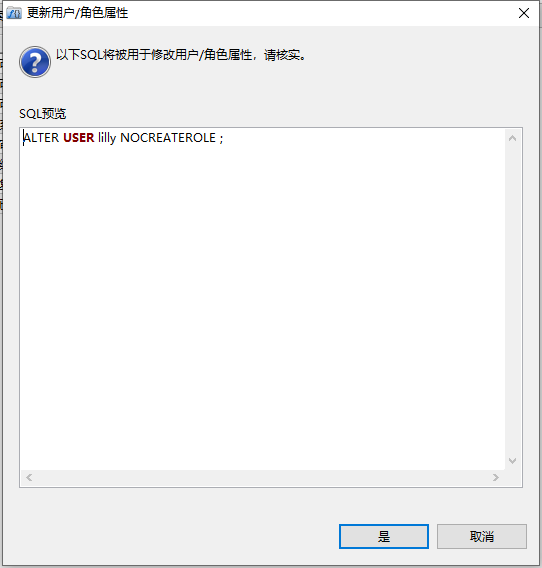 更新用户/角色属性
以下SQL将被用于修改用户/角色属性，请核实。
SQL预览
ALTER USER lilly NOCREATEROLE ;
是
取消